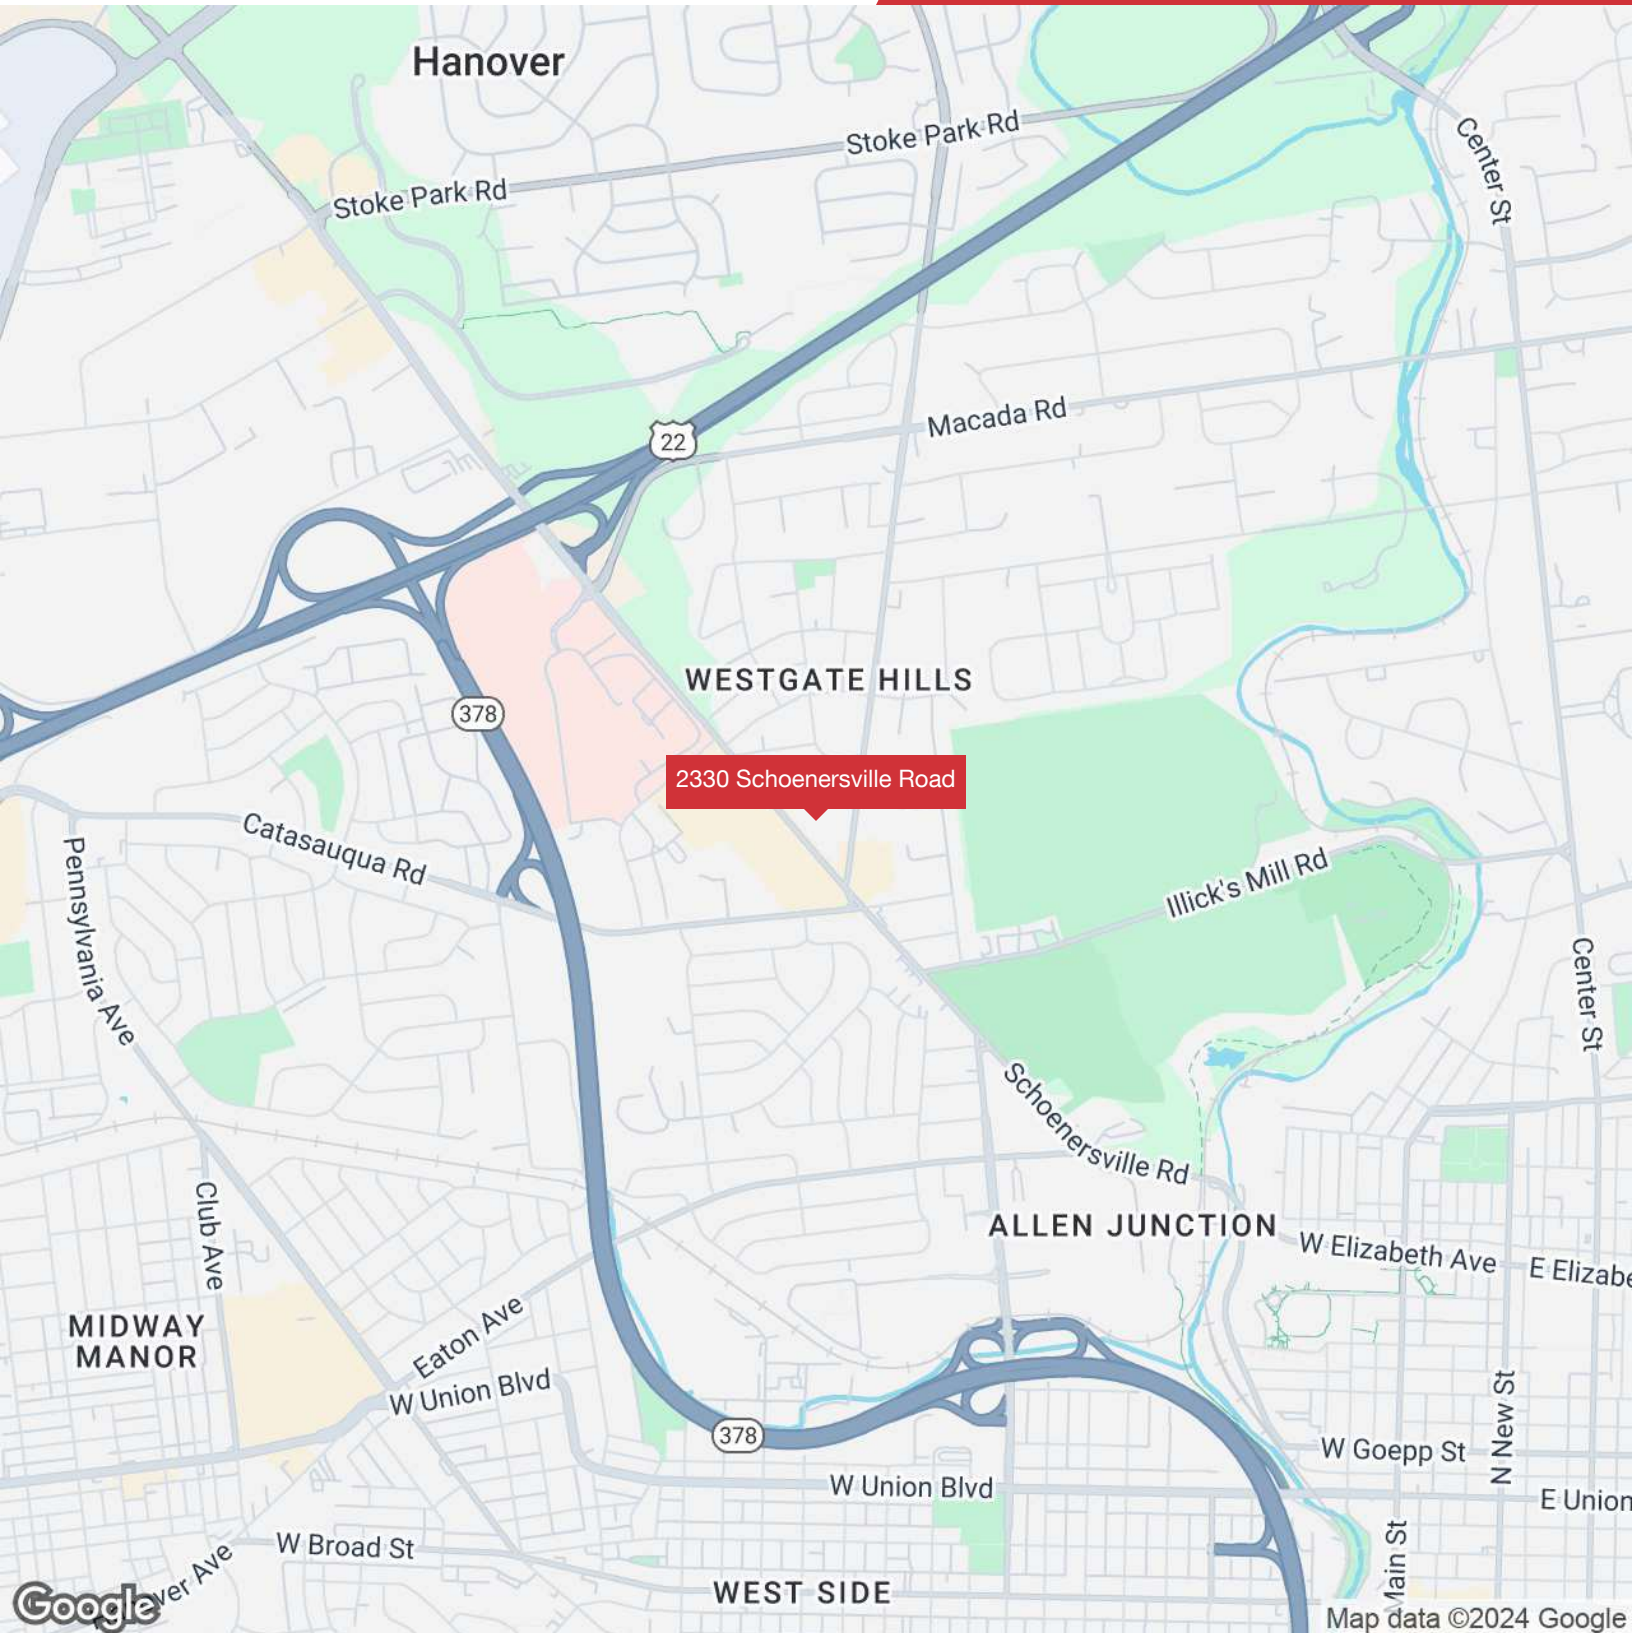 Hanover
Stoke Park Rd
Center St
Stoke Park Rd
Macada Rd
22
WESTGATE HILLS
378
2330 Schoenersville Road
Catasauqua Rd
Pennsylvania Ave
Illick's Mill Rd
Center St
Schoenersville Rd
Club Ave
ALLEN JUNCTION
W Elizabeth Ave
E Elizabe
MIDWAY
MANOR
Eaton Ave
W Union Blvd
378
N New St
W Goepp St
W Union Blvd
E Union
W Broad St
Main St
ver Ave
WEST SIDE
Google
Map data ©2024 Google